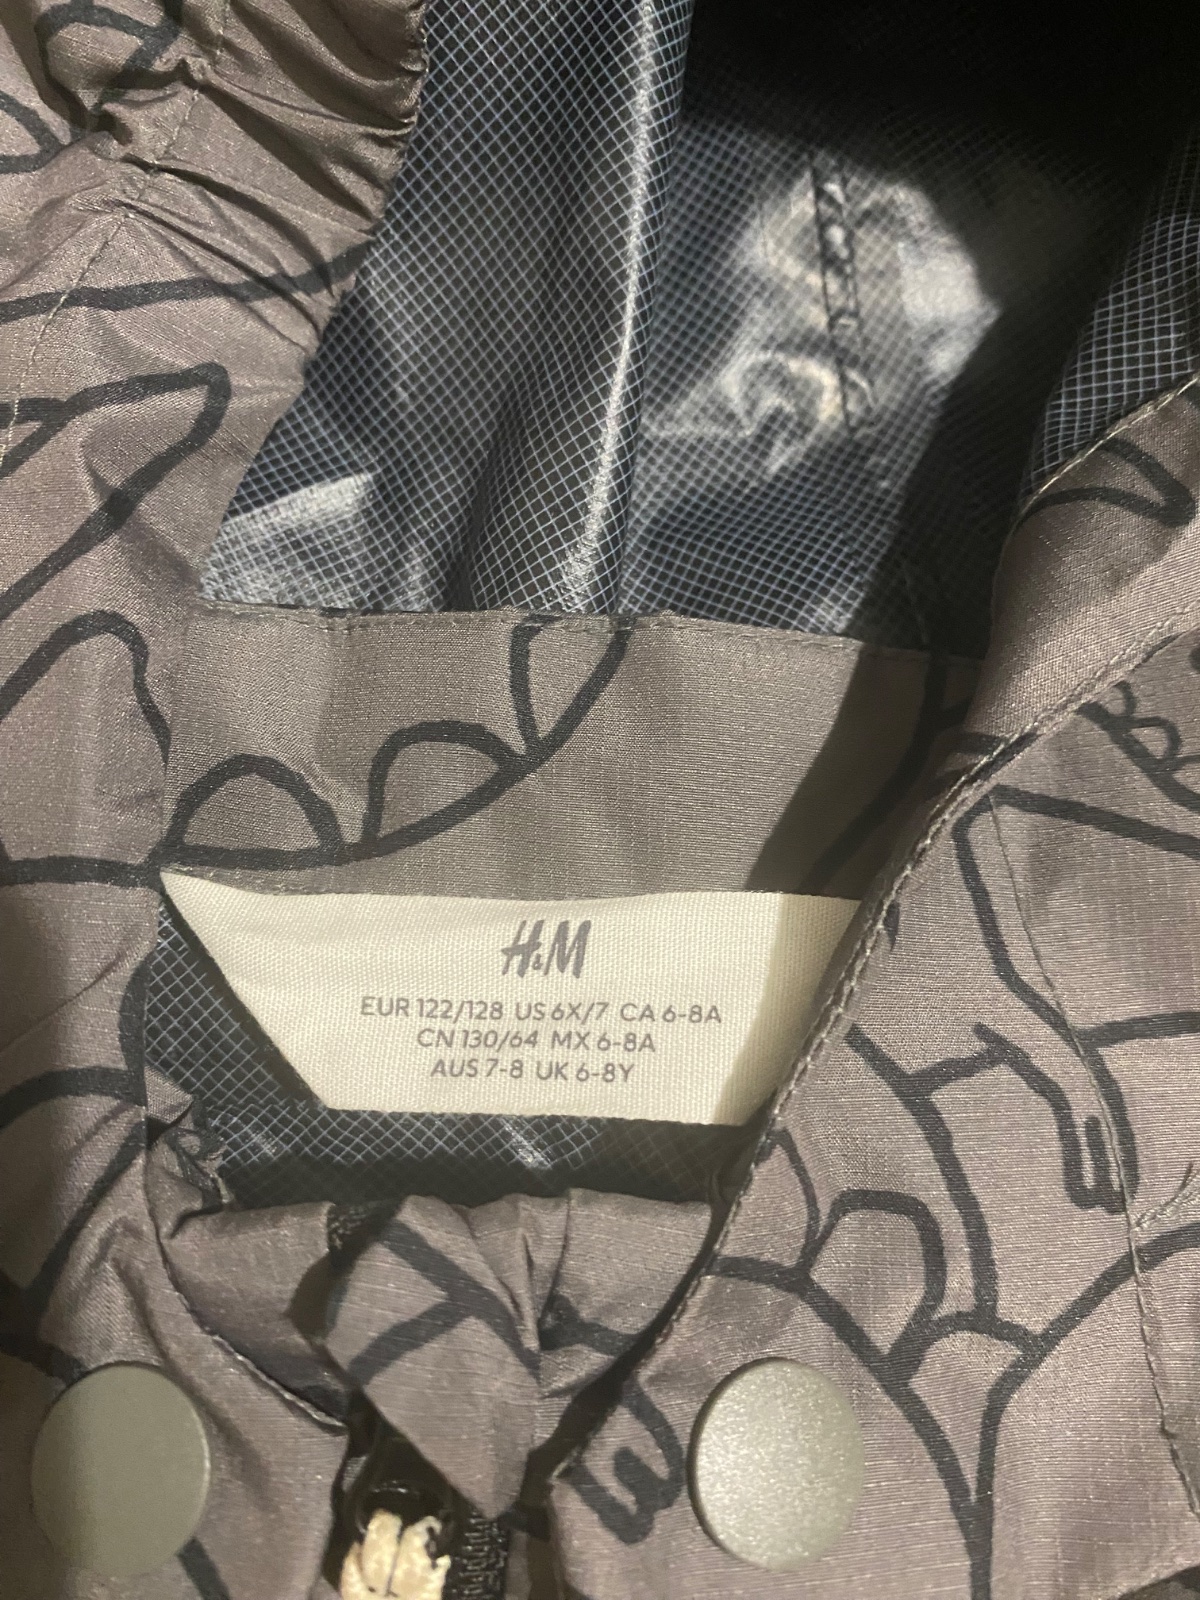 H&M
EUR 122/128 US 6X/7 CA 6-8A
CN 130/64 MX 6-8A
AUS 7-8 UK 6-8Y